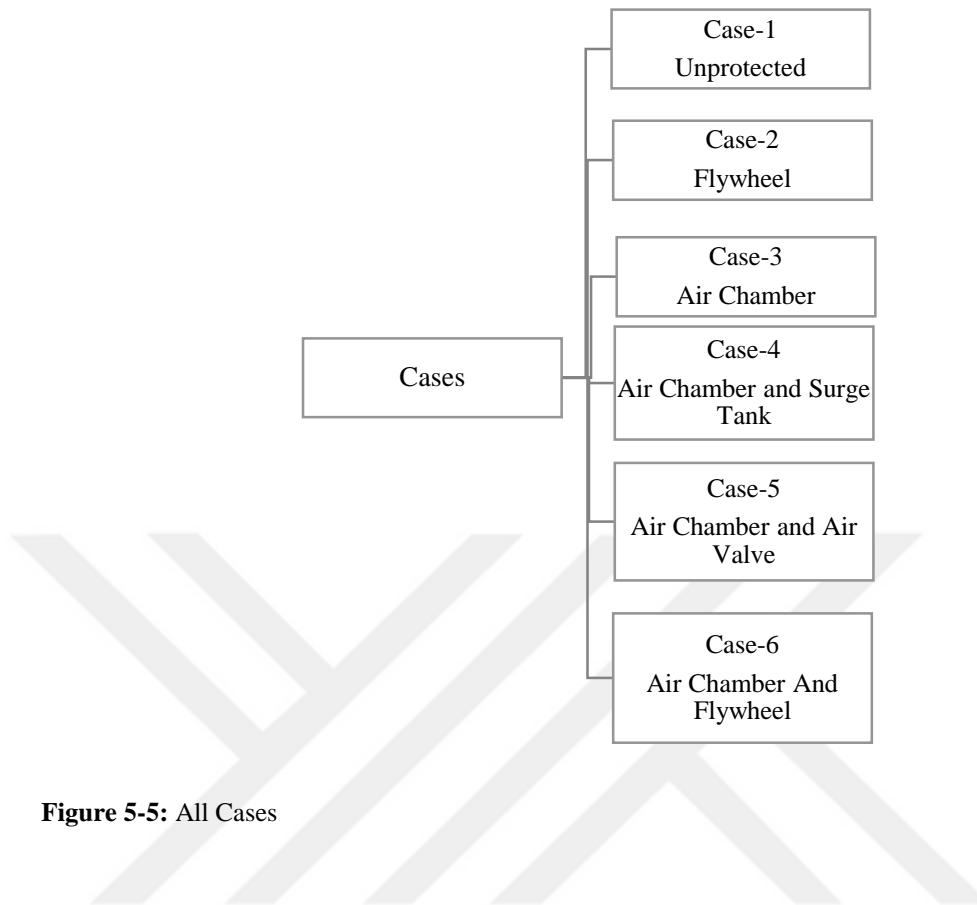 Case-1
Unprotected
Case-2
Flywheel
Case-3
Air Chamber
Cases
Case-4
Air Chamber and Surge
Tank
Case-5
Air Chamber and Air
Valve
Case-6
Air Chamber And
Flywheel
Figure 5-5: All Cases